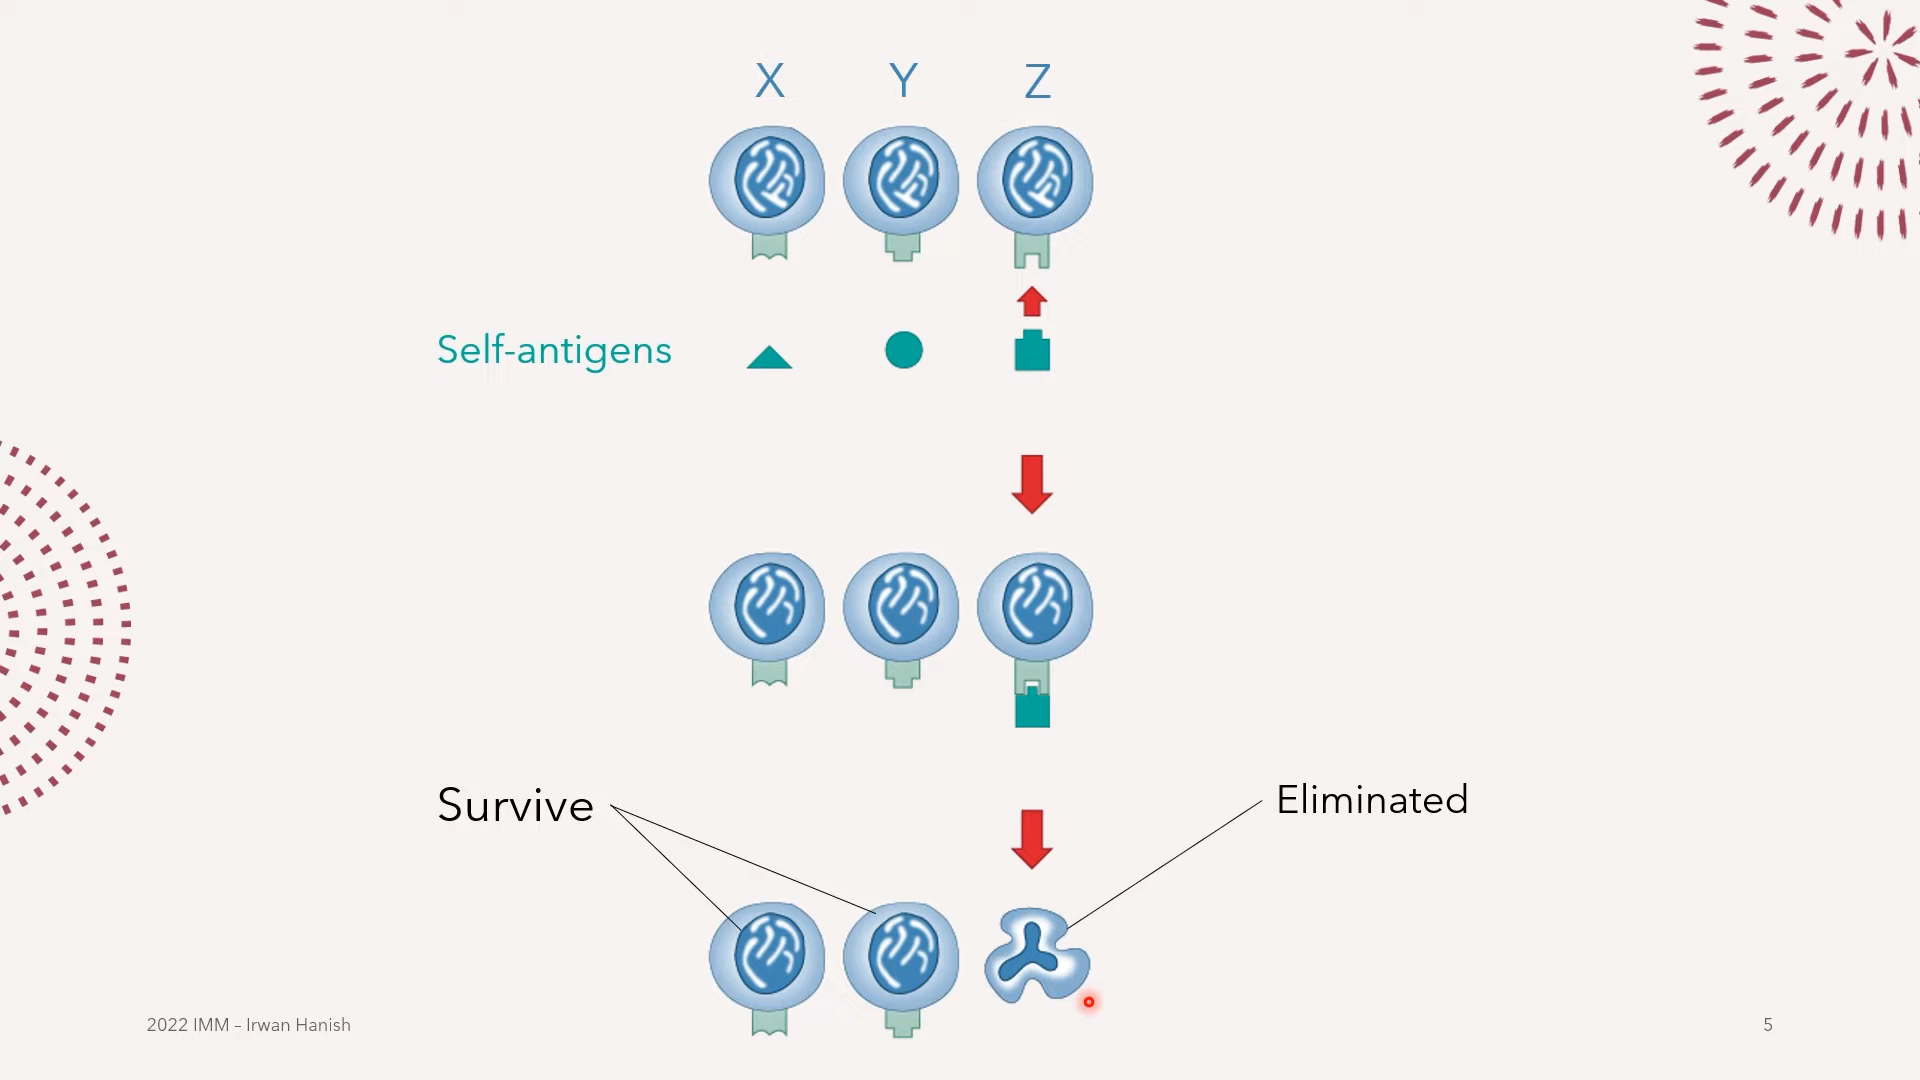 X Y Z
Self-antigens
Survive
Eliminated
2022 IMM – Irwan Hanish
5